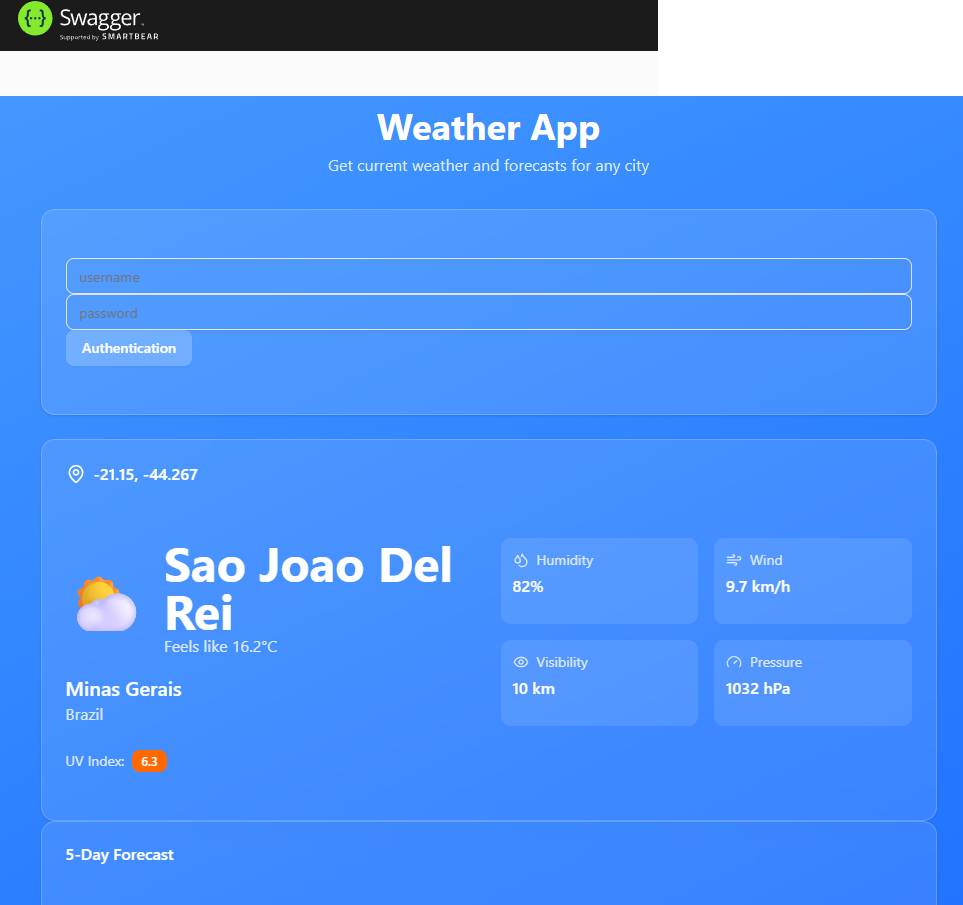 {···} Swagger™
Supported by SMARTBEAR
Weather App
Get current weather and forecasts for any city
username
password
Authentication
-21.15, -44.267
Sao Joao Del
Rei
Feels like 16.2°C
Minas Gerais
Brazil
UV Index: 6.3
Humidity
82%
Wind
9.7 km/h
Visibility
10 km
Pressure
1032 hPa
5-Day Forecast